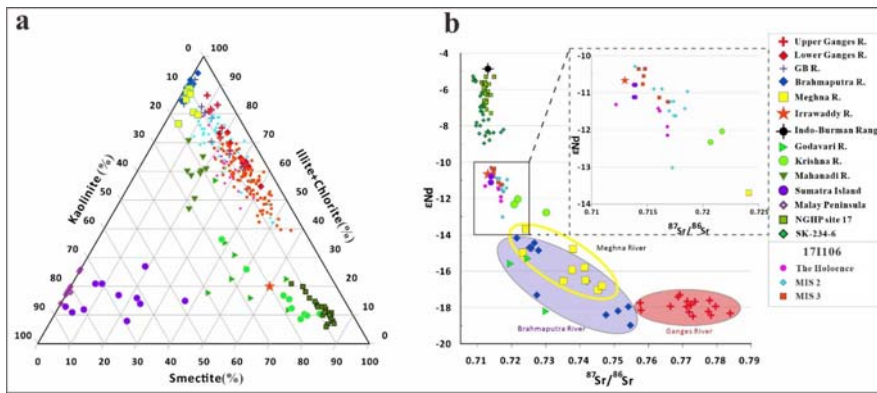 a
b
0
100
10
90
20
80
30
70
40
60
50
50
60
40
70
30
80
20
90
10
100
0
0 10 20 30 40 50 60 70 80 90 100
Kaolinite(%)
Illite+Chlorite(%)
Smectite(%)
-4
-6
-8
-10
-12
-14
-16
-18
-20
εNd
0.71 0.72 0.73 0.74 0.75 0.76 0.77 0.78 0.79
87Sr/86Sr
-10
-11
-12
-13
-14
εNd
0.71 0.715 0.72 0.725
87Sr/86Sr
Meghna River
Brahmaputra River
Ganges River
Upper Ganges R.
Lower Ganges R.
GB R.
Brahmaputra R.
Meghna R.
Irrawaddy R.
Indo-Burman Rang
Godavari R.
Krishna R.
Mahanadi R.
Sumatra Island
Malay Peninsula
NGHP site 17
SK-234-6
17I106
The Holocence
MIS 2
MIS 3